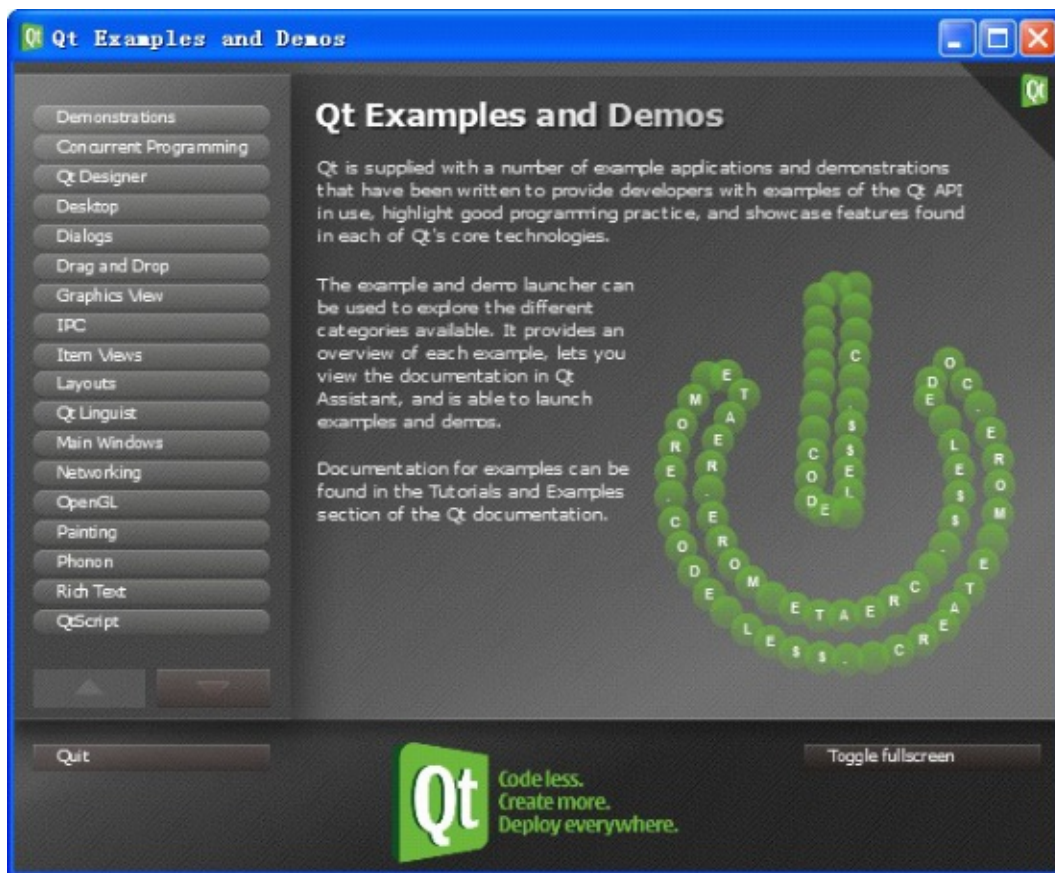 Qt Qt Examples and Demos
Qt
Demonstrations
Concurrent Programming
Qt Designer
Desktop
Dialogs
Drag and Drop
Graphics View
IPC
Item Views
Layouts
Qt Linguist
Main Windows
Networking
OpenGL
Painting
Phonon
Rich Text
QtScript
Qt Examples and Demos
Qt is supplied with a number of example applications and demonstrations
that have been written to provide developers with examples of the Qt API
in use, highlight good programming practice, and showcase features found
in each of Qt's core technologies.
The example and demo launcher can
be used to explore the different
categories available. It provides an
overview of each example, lets you
view the documentation in Qt
Assistant, and is able to launch
examples and demos.
Documentation for examples can be
found in the Tutorials and Examples
section of the Qt documentation.
Quit
Qt
Code less.
Create more.
Deploy everywhere.
Toggle fullscreen